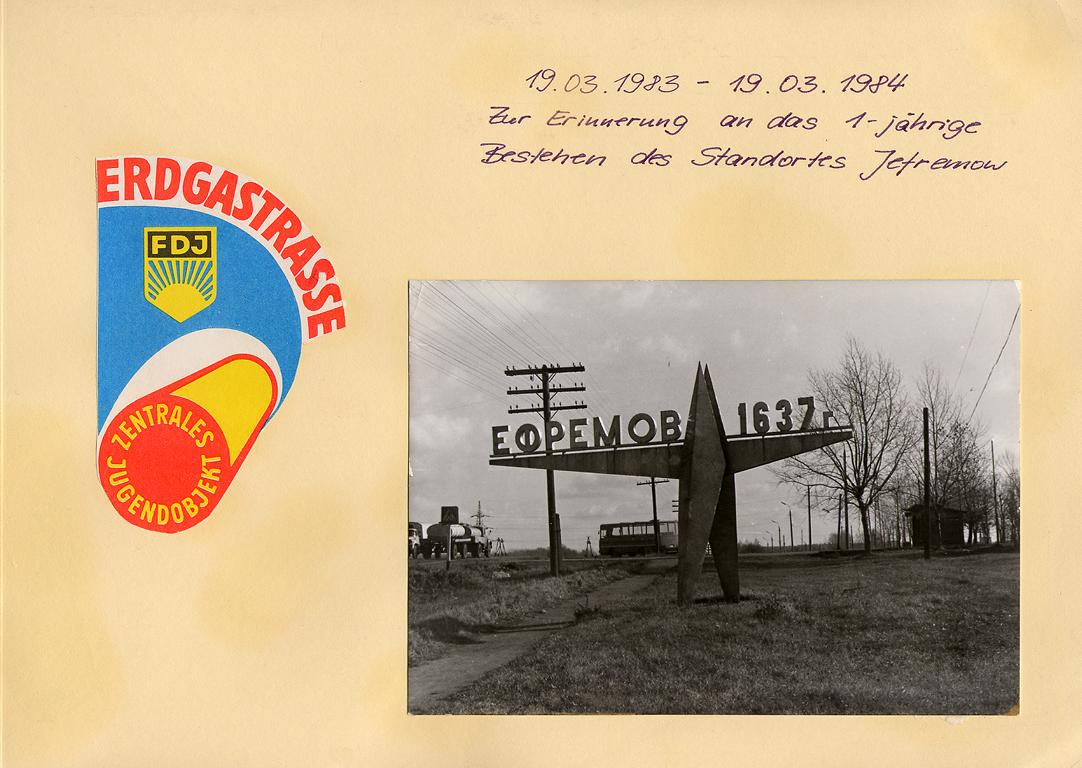 19.03.1983 - 19.03.1984
Zur Erinnerung an das 1-jährige
Bestehen des Standortes Jefremow
ERDGASTRASSE
FDJ
ZENTRALES
JUGENDOBJEKT
ЕФРЕМОВ 1637г.